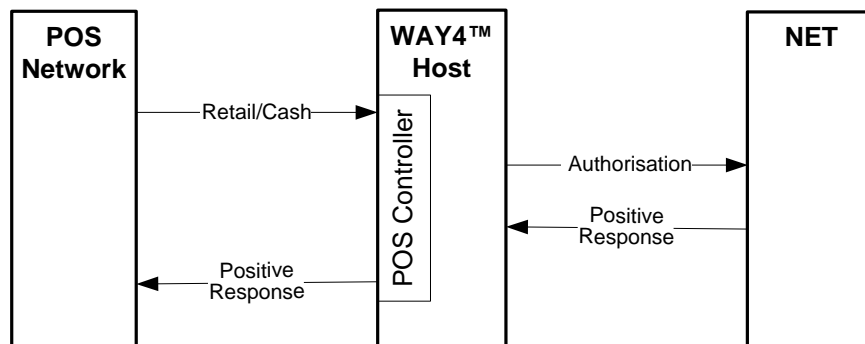 POS
Network
WAY4™
Host
NET
Retail/Cash
POS Controller
Authorisation
Positive
Response
Positive
Response